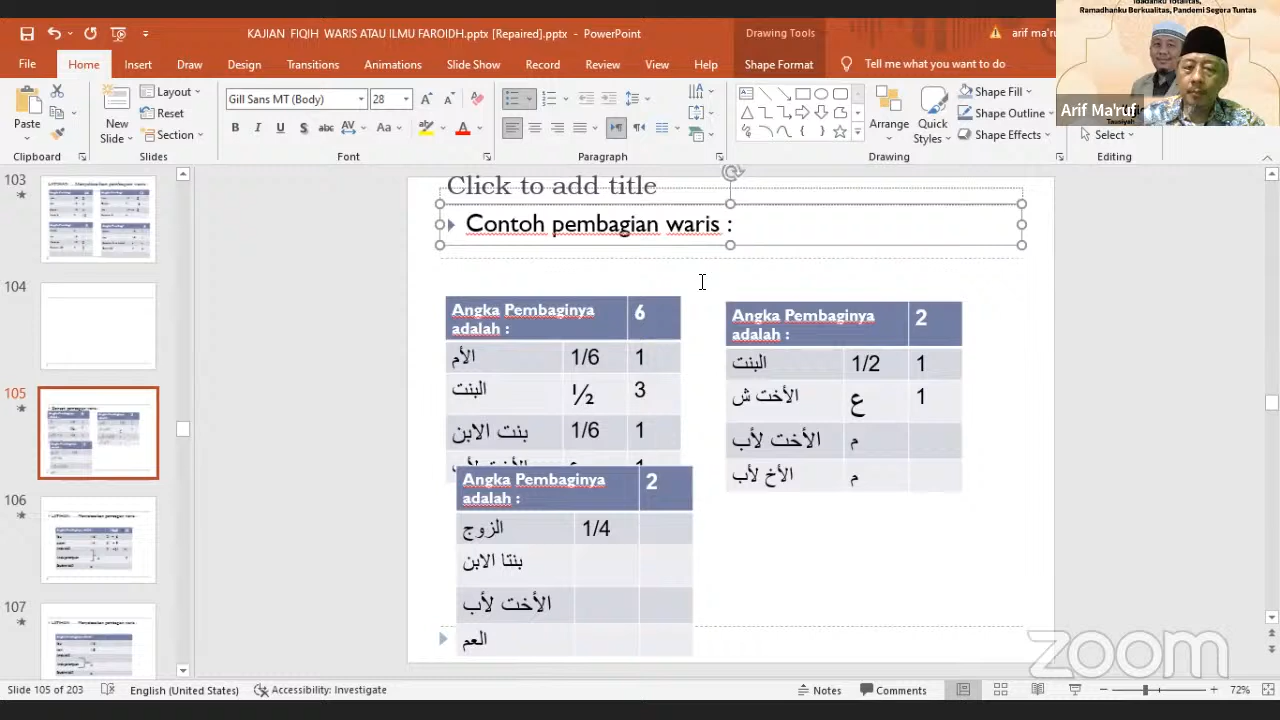 Ibadahku Totalitas,
Ramadhanku Berkualitas, Pandemi Segera Tuntas
KAJIAN FIQIH WARIS ATAU ILMU FAROIDH.pptx [Repaired].pptx - PowerPoint
Drawing Tools
arif ma'ru
File Home Insert Draw Design Transitions Animations Slide Show Record Review View Help Shape Format Tell me what you want to do
Arif Ma'ruf
Paste
New
Slide
Layout
Reset
Section
Gill Sans MT (Body) 28
B I U S abc AV Aa A
Arrange
Quick
Styles
Shape Fill
Shape Outline
Shape Effects
Select
Clipboard Slides Font Paragraph Drawing Editing
103
104
105
106
107
Click to add title
Contoh pembagian waris :
Angka Pembaginya
adalah :
6
الأم 1/6 1
البنت ½ 3
بنت الابن 1/6 1
Angka Pembaginya
adalah :
2
البنت 1/2 1
الأخت ش ع 1
الأخت لأب م
الأخ لأب م
Angka Pembaginya
adalah :
2
الزوج 1/4
بنتا الابن
الأخت لأب
العم
zoom
Slide 105 of 203 English (United States) Accessibility: Investigate Notes Comments 72%